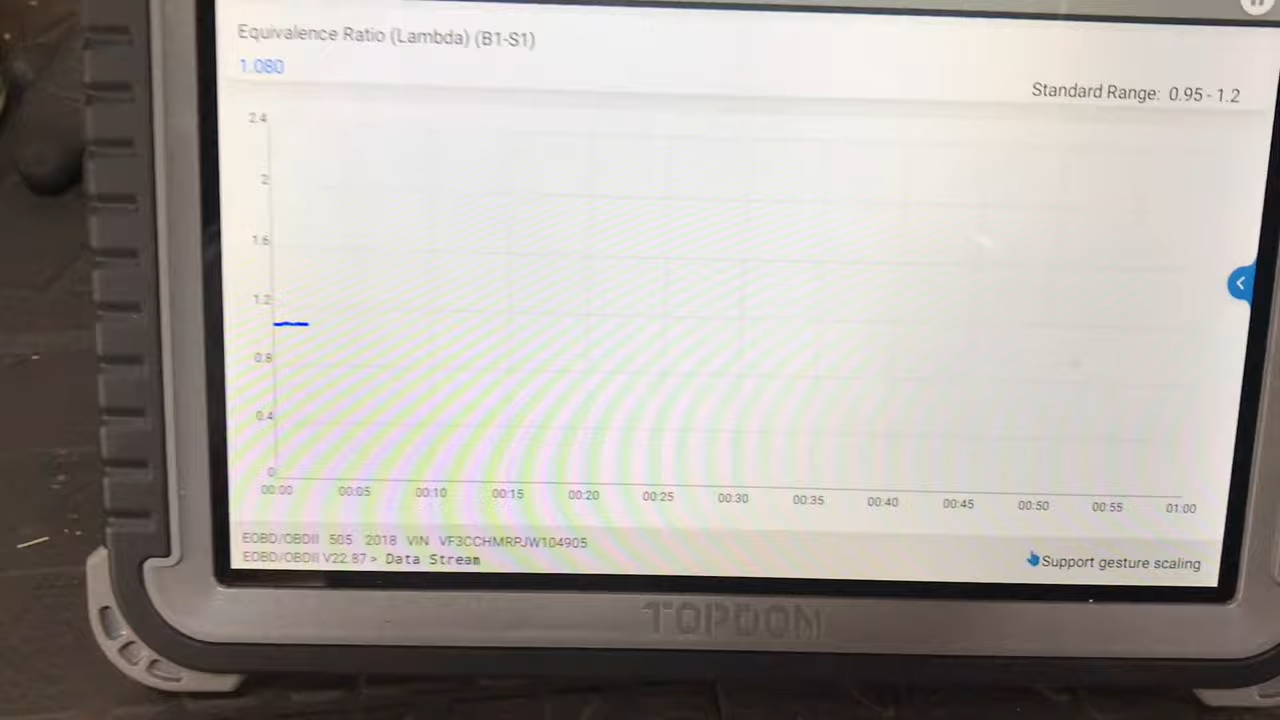 Equivalence Ratio (Lambda) (B1-S1)
1.080
Standard Range: 0.95 - 1.2
2.4
2
1.6
1.2
0.8
0.4
0
00:00 00:05 00:10 00:15 00:20 00:25 00:30 00:35 00:40 00:45 00:50 00:55 01:00
EOBD/OBDII 505 2018 VIN VF3CCHMRPJW104905
EOBD/OBDII V22.87 > Data Stream
Support gesture scaling
TOPDON